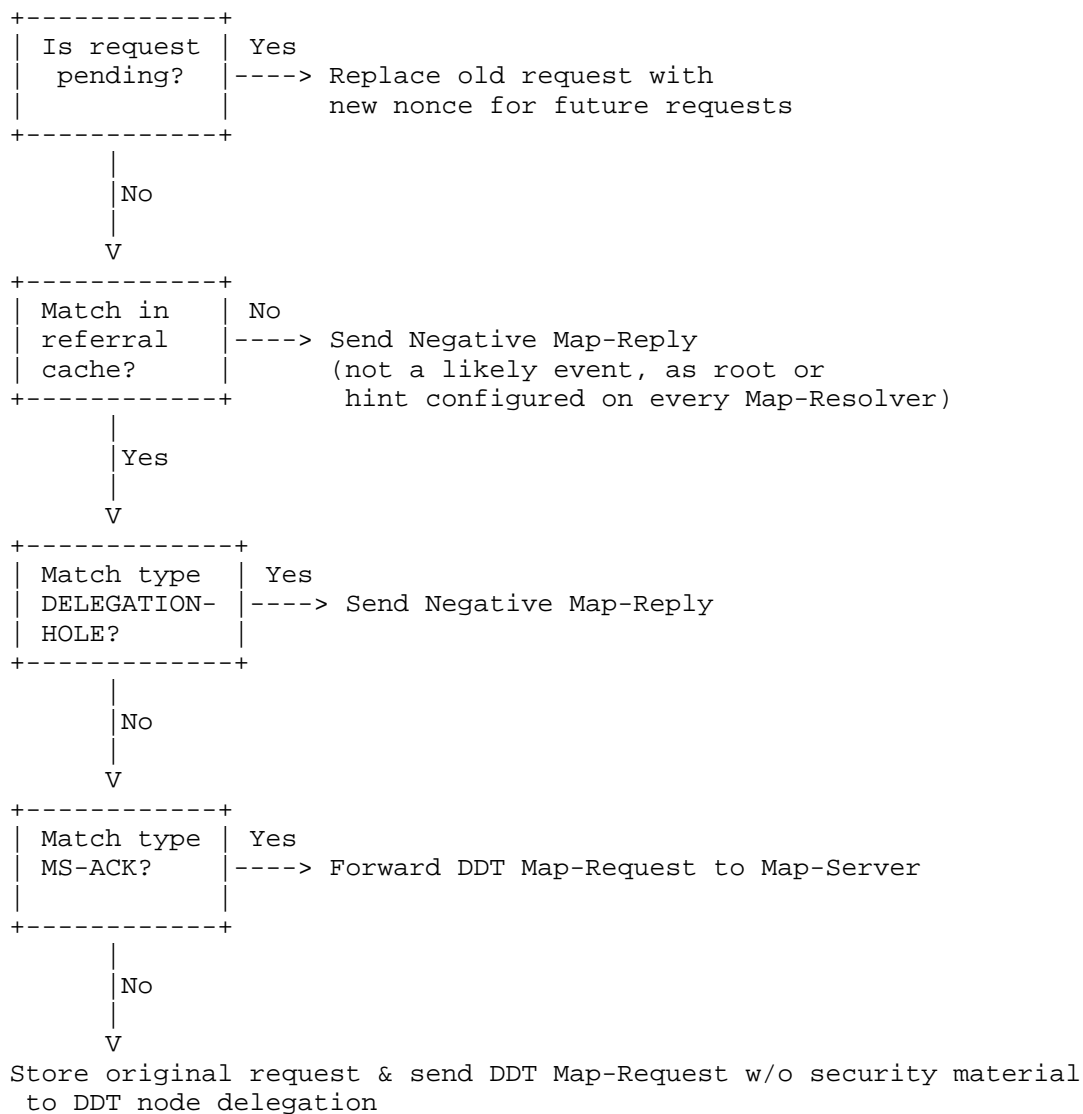 Is request Yes
pending? ----> Replace old request with
new nonce for future requests
No
V
Match in No
referral ----> Send Negative Map-Reply
cache? (not a likely event, as root or
hint configured on every Map-Resolver)
Yes
V
Match type Yes
DELEGATION- ----> Send Negative Map-Reply
HOLE?
No
V
Match type Yes
MS-ACK? ----> Forward DDT Map-Request to Map-Server
No
V
Store original request & send DDT Map-Request w/o security material
to DDT node delegation